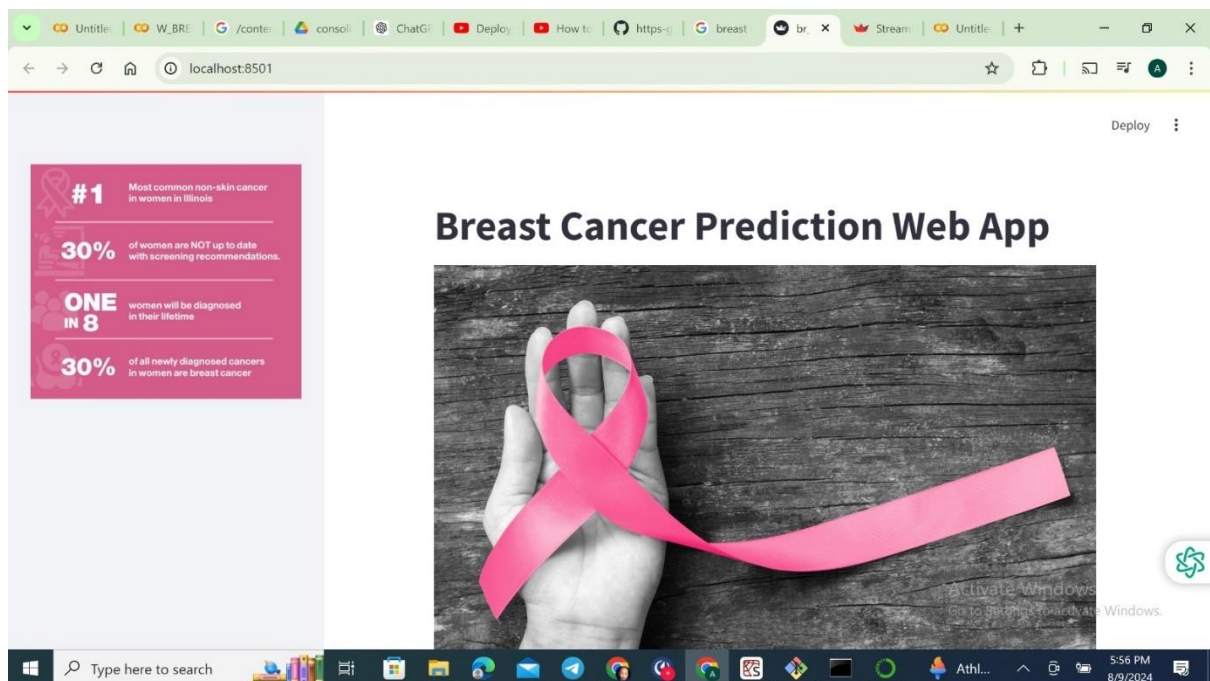 Untitle
W_BRE
/conte
consol
ChatGP
Deploy
How to
https-g
breast
br_
Stream
Untitle
localhost:8501
A
Deploy
#1 Most common non-skin cancer
in women in Illinois
30% of women are NOT up to date
with screening recommendations.
ONE
IN 8
women will be diagnosed
in their lifetime
30% of all newly diagnosed cancers
in women are breast cancer
Breast Cancer Prediction Web App
Activate Windows
Go to Settings to activate Windows.
Type here to search
Athl...
5:56 PM
8/9/2024